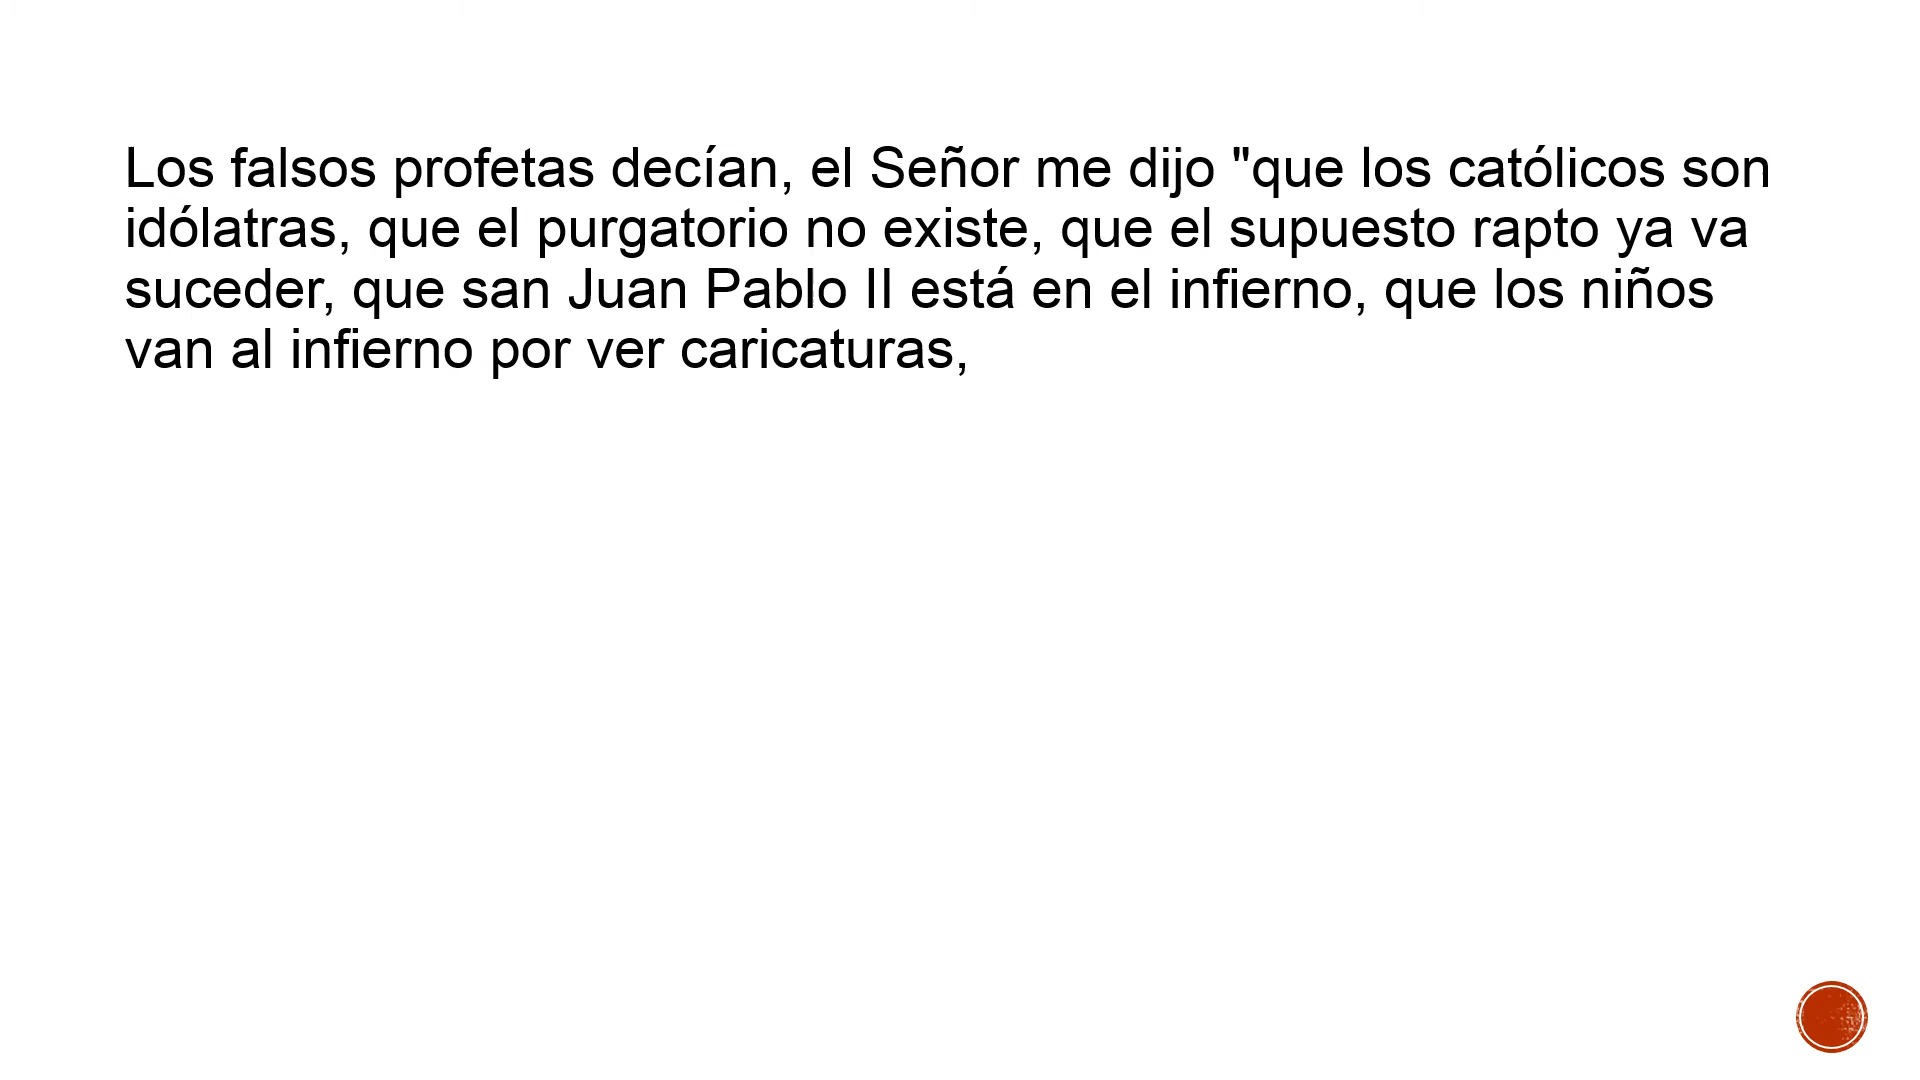 Los falsos profetas decían, el Señor me dijo "que los católicos son
idólatras, que el purgatorio no existe, que el supuesto rapto ya va
suceder, que san Juan Pablo II está en el infierno, que los niños
van al infierno por ver caricaturas,